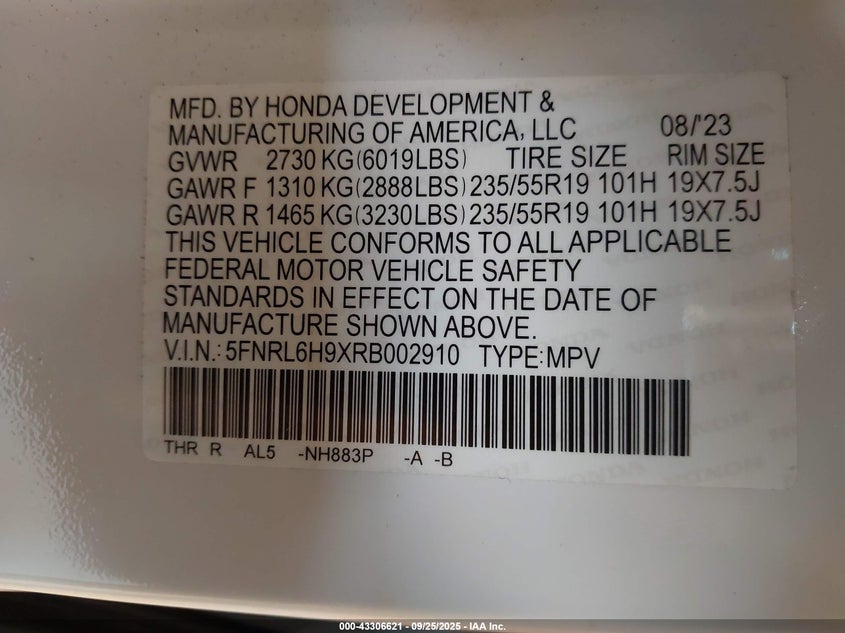 MFD. BY HONDA DEVELOPMENT &
MANUFACTURING OF AMERICA, LLC 08/'23
GVWR 2730 KG(6019LBS) TIRE SIZE RIM SIZE
GAWR F 1310 KG(2888LBS) 235/55R19 101H 19X7.5J
GAWR R 1465 KG(3230LBS) 235/55R19 101H 19X7.5J
THIS VEHICLE CONFORMS TO ALL APPLICABLE
FEDERAL MOTOR VEHICLE SAFETY
STANDARDS IN EFFECT ON THE DATE OF
MANUFACTURE SHOWN ABOVE.
V.I.N.: 5FNRL6H9XRB002910 TYPE:MPV
THR R AL5 -NH883P -A -B
000-43306621 - 09/25/2025 - IAA Inc.